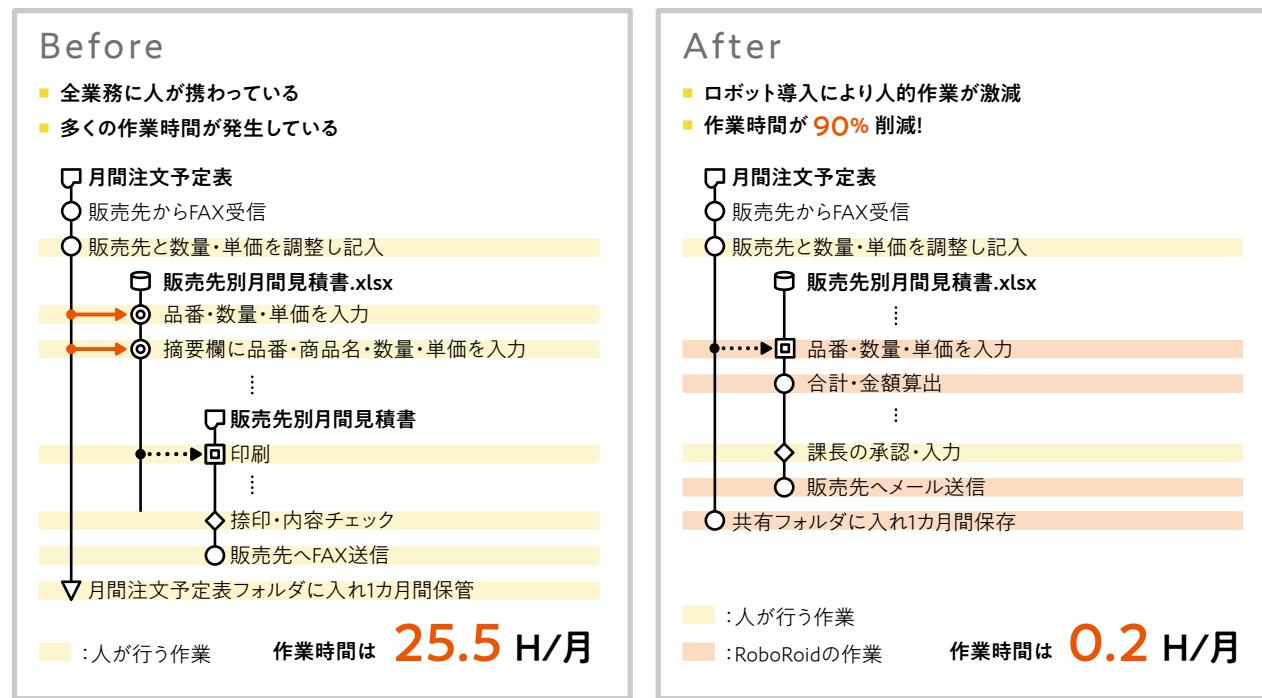 Before
全業務に人が携わっている
多くの作業時間が発生している
月間注文予定表
販売先からFAX受信
販売先と数量・単価を調整し記入
販売先別月間見積書.xlsx
品番・数量・単価を入力
摘要欄に品番・商品名・数量・単価を入力
販売先別月間見積書
印刷
捺印・内容チェック
販売先へFAX送信
月間注文予定表フォルダに入れ1カ月間保管
:人が行う作業
作業時間は 25.5 H/月
After
ロボット導入により人的作業が激減
作業時間が 90% 削減!
月間注文予定表
販売先からFAX受信
販売先と数量・単価を調整し記入
販売先別月間見積書.xlsx
品番・数量・単価を入力
合計・金額算出
課長の承認・入力
販売先へメール送信
共有フォルダに入れ1カ月間保存
:人が行う作業
:RoboRoidの作業
作業時間は 0.2 H/月